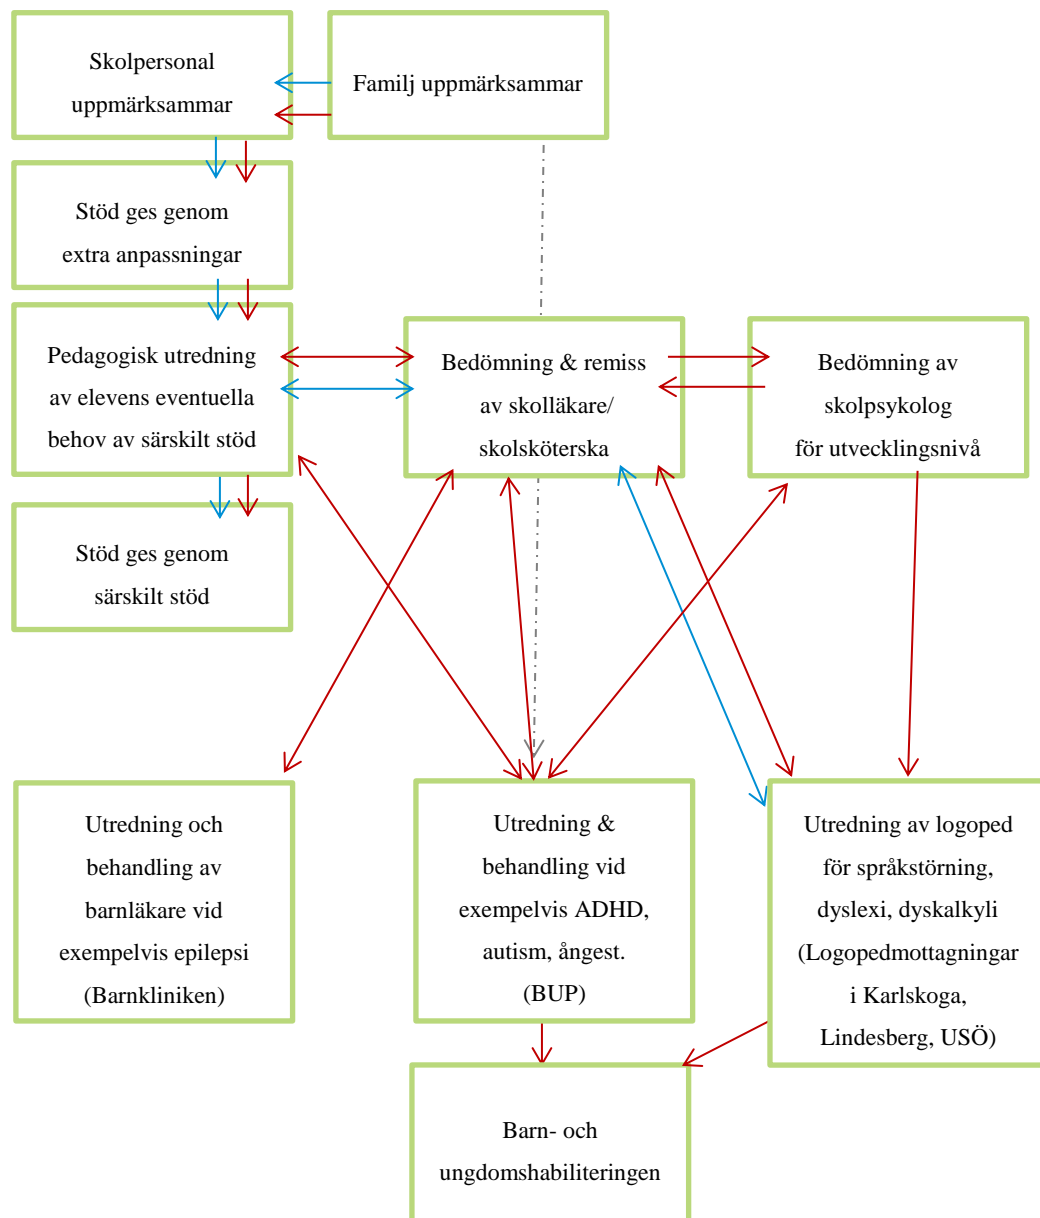 Skolpersonal
uppmärksammar
Familj uppmärksammar
Stöd ges genom
extra anpassningar
Pedagogisk utredning
av elevens eventuella
behov av särskilt stöd
Bedömning & remiss
av skolläkare/
skolsköterska
Bedömning av
skolpsykolog
för utvecklingsnivå
Stöd ges genom
särskilt stöd
Utredning och
behandling av
barnläkare vid
exempelvis epilepsi
(Barnkliniken)
Utredning &
behandling vid
exempelvis ADHD,
autism, ångest.
(BUP)
Utredning av logoped
för språkstörning,
dyslexi, dyskalkyli
(Logopedmottagningar
i Karlskoga,
Lindesberg, USÖ)
Barn- och
ungdomshabiliteringen